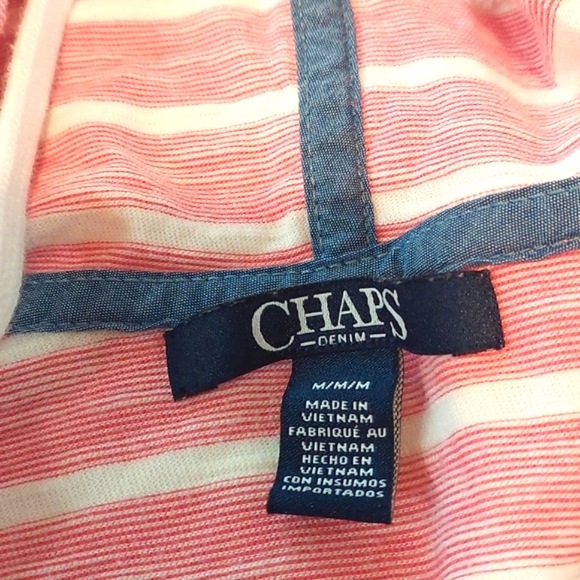 CHAPS
—DENIM—
M/M/M
MADE IN
VIETNAM
FABRIQUÉ AU
VIETNAM
HECHO EN
VIETNAM
CON INSUMOS
IMPORTADOS